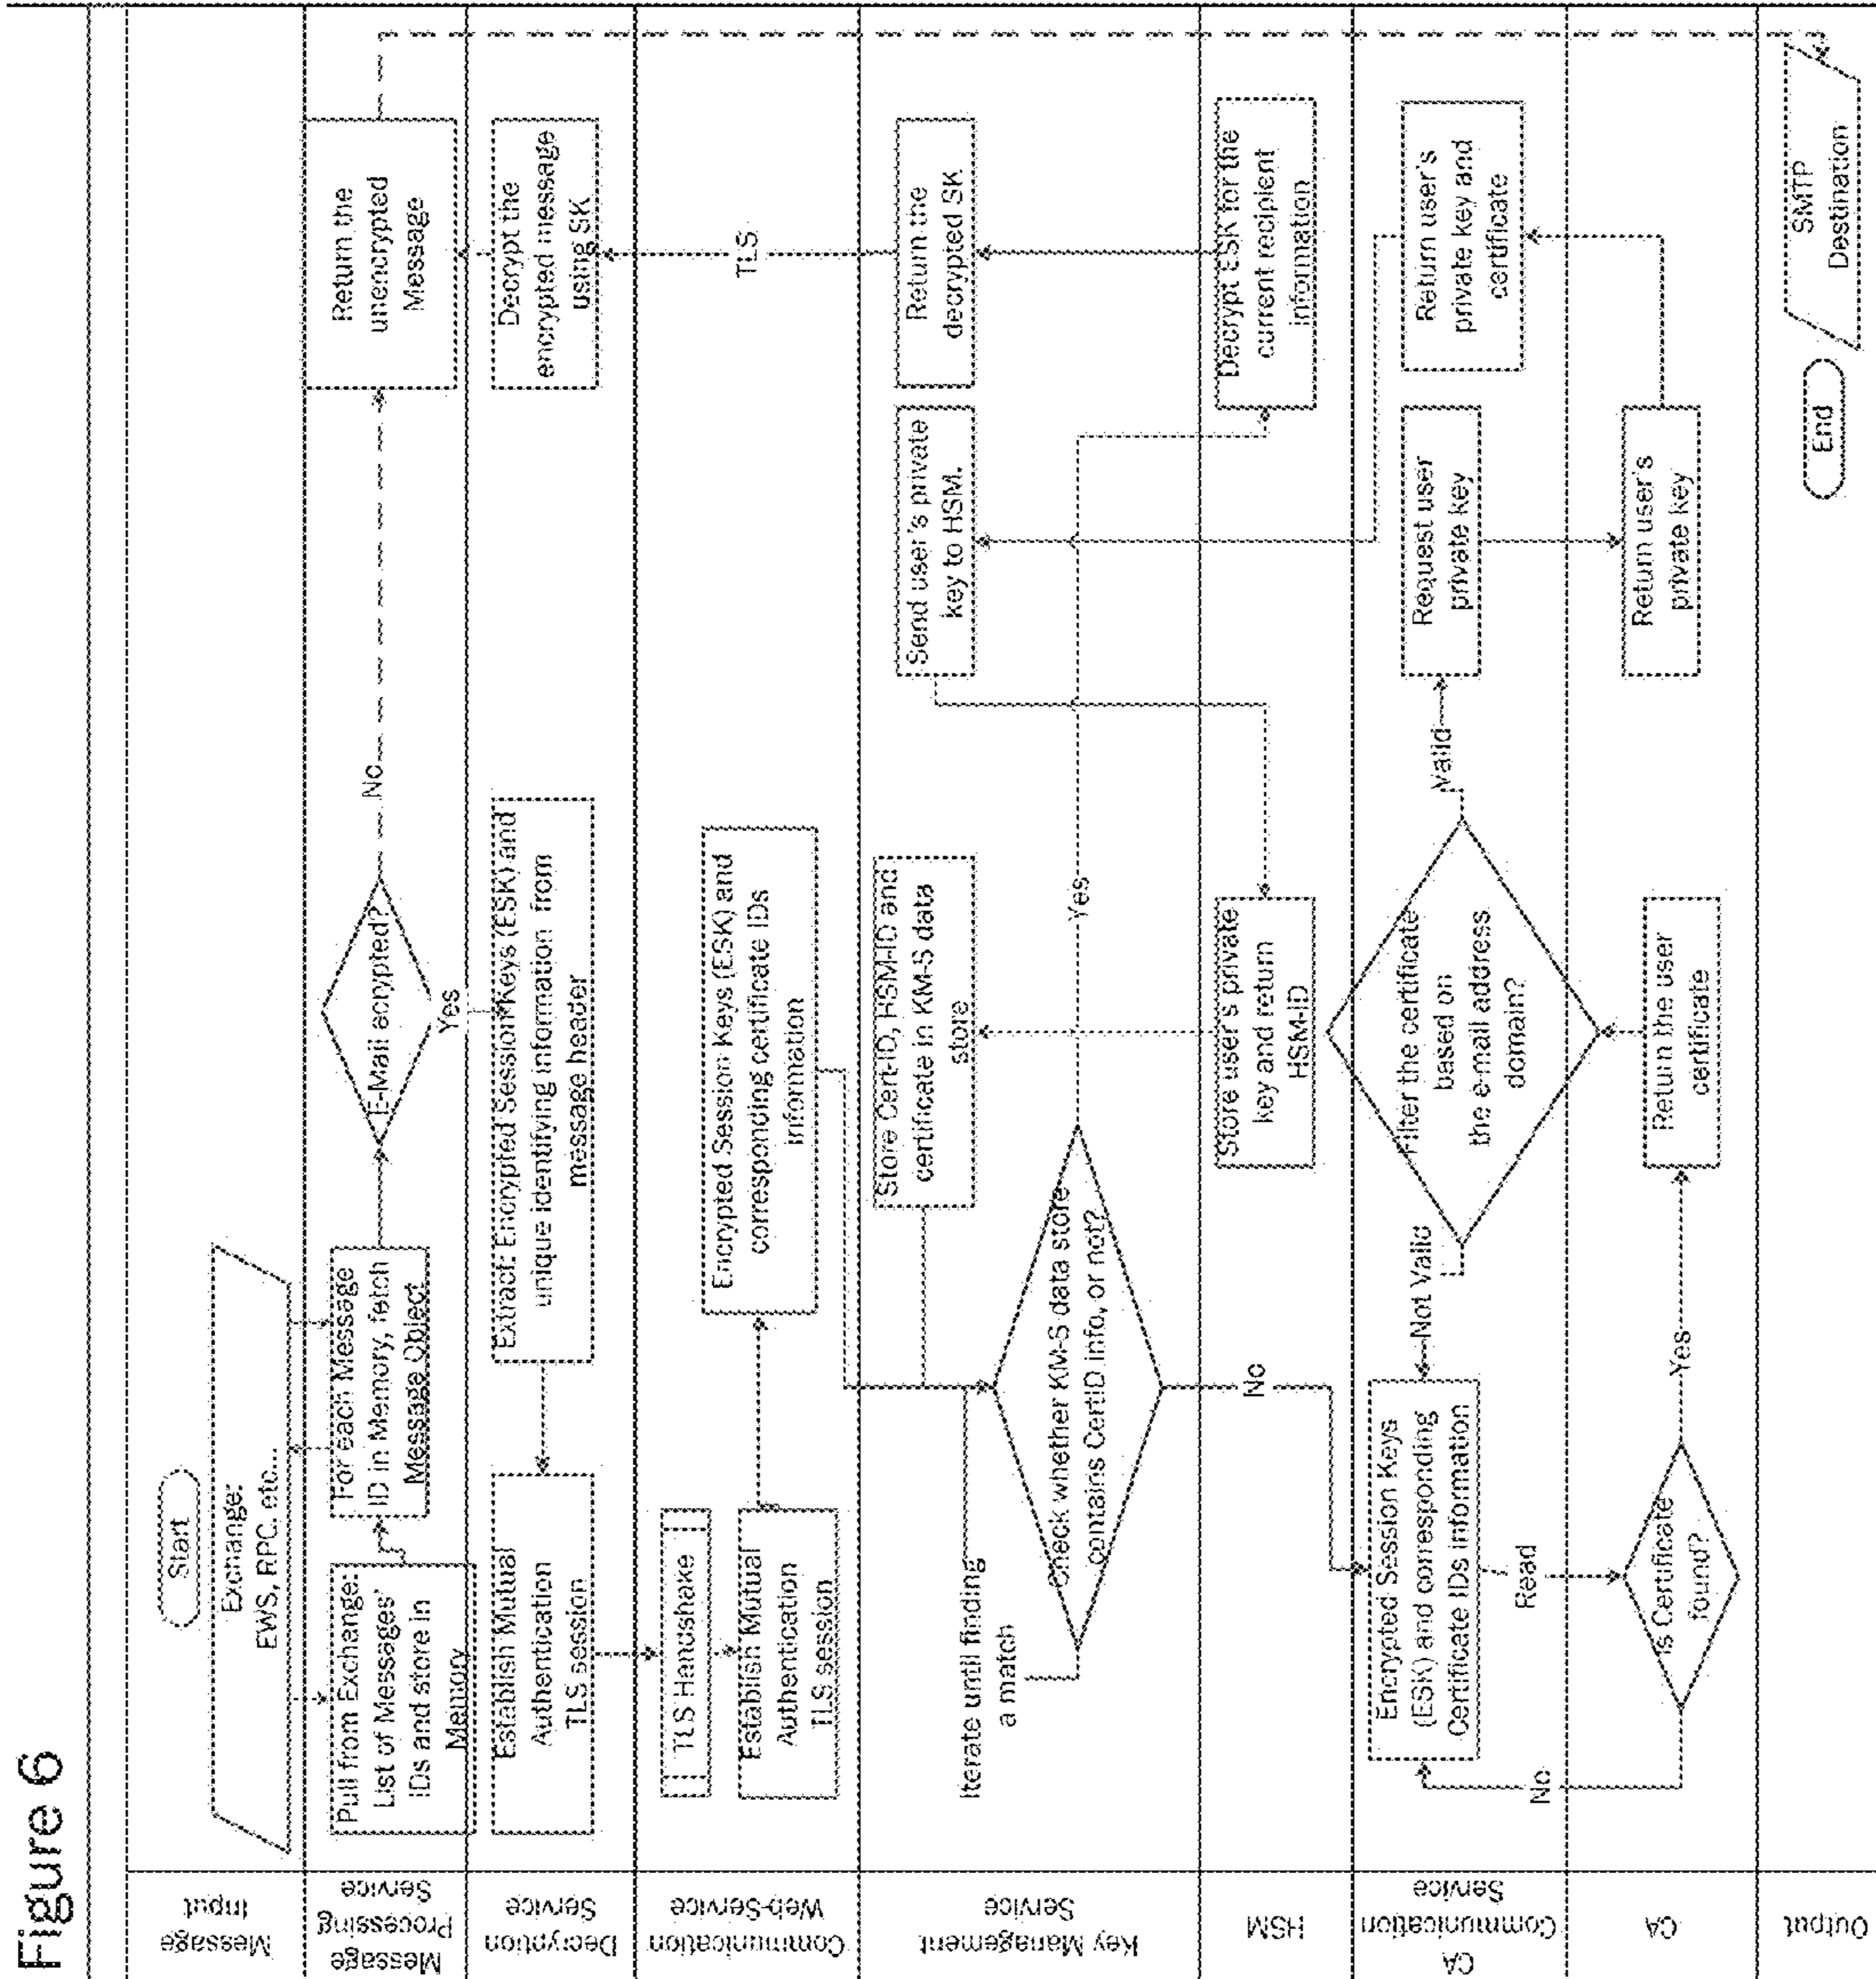 Figure 6
Message
Input
Start
Exchange:
EWS, RPC, etc...
Message
Processing
Service
Pull from Exchange:
List of Messages'
IDs and store in
Memory
For each Message
ID in Memory, fetch
Message Object
E-Mail encrypted?
No
Yes
Return the
unencrypted
Message
Decryption
Service
Establish Mutual
Authentication
TLS session
Extract: Encrypted Session Keys (ESK) and
unique identifying information from
message header
Decrypt the
encrypted message
using SK
Communication
Web-Service
TLS Handshake
Establish Mutual
Authentication
TLS session
Encrypted Session Keys (ESK) and
corresponding certificate IDs
information
TLS
Key Management
Service
Iterate until finding
a match
Check whether KM-S data store
contains CertID info, or not?
Store Cert-ID, HSM-ID and
certificate in KM-S data
store
Yes
Send user's private
key to HSM.
Return the
decrypted SK
HSM
No
Store user's private
key and return
HSM-ID
Decrypt ESK for the
current recipient
information
CA
Communication
Service
Encrypted Session Keys
(ESK) and corresponding
Certificate IDs information
Read
No
Not Valid
Filter the certificate
based on
the e-mail address
domain?
Valid
Request user
private key
Return user's
private key and
certificate
CA
Is Certificate
found?
Yes
Return the user
certificate
Return user's
private key
Output
End
SMTP
Destination